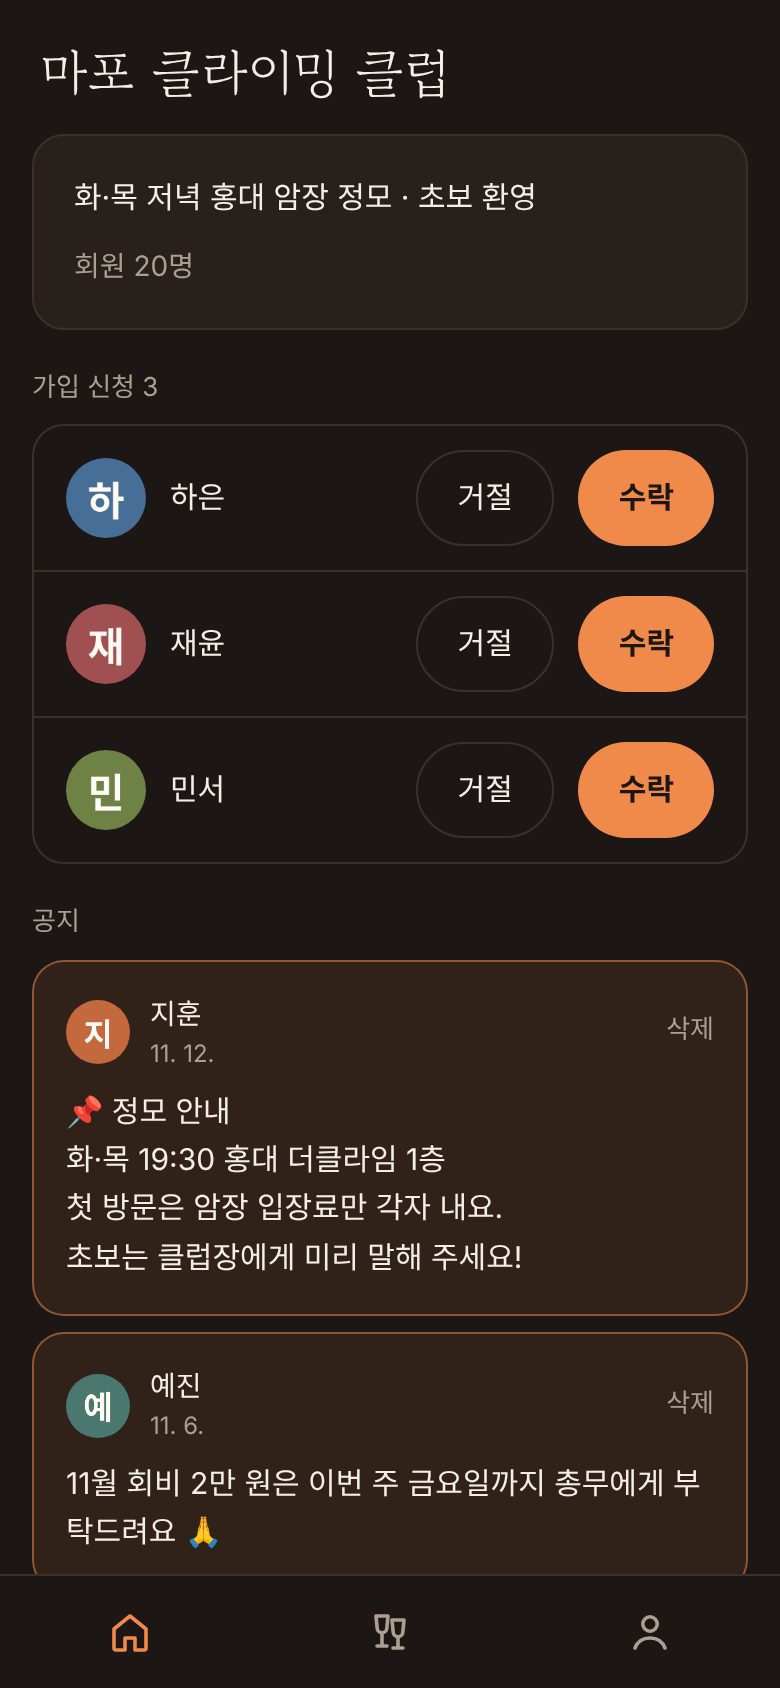 마포 클라이밍 클럽
화·목 저녁 홍대 암장 정모 · 초보 환영
회원 20명
가입 신청 3
하 하은 거절 수락
재 재윤 거절 수락
민 민서 거절 수락
공지
지 지훈 삭제
11. 12.
📌 정모 안내
화·목 19:30 홍대 더클라임 1층
첫 방문은 암장 입장료만 각자 내요.
초보는 클럽장에게 미리 말해 주세요!
예 예진 삭제
11. 6.
11월 회비 2만 원은 이번 주 금요일까지 총무에게 부
탁드려요 🙏